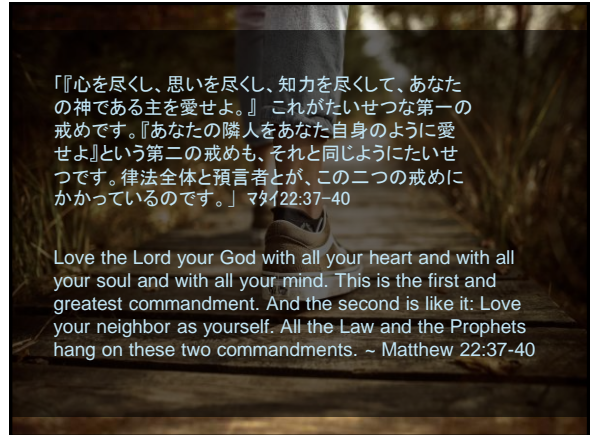 「『心を尽くし、思いを尽くし、知力を尽くして、あなた
の神である主を愛せよ。』　これがたいせつな第一の
戒めです。『あなたの隣人をあなた自身のように愛
せよ』という第二の戒めも、それと同じようにたいせ
つです。律法全体と預言者とが、この二つの戒めに
かかっているのです。」 ﾏﾀｲ22:37-40
Love the Lord your God with all your heart and with all
your soul and with all your mind. This is the first and
greatest commandment. And the second is like it: Love
your neighbor as yourself. All the Law and the Prophets
hang on these two commandments. ~ Matthew 22:37-40